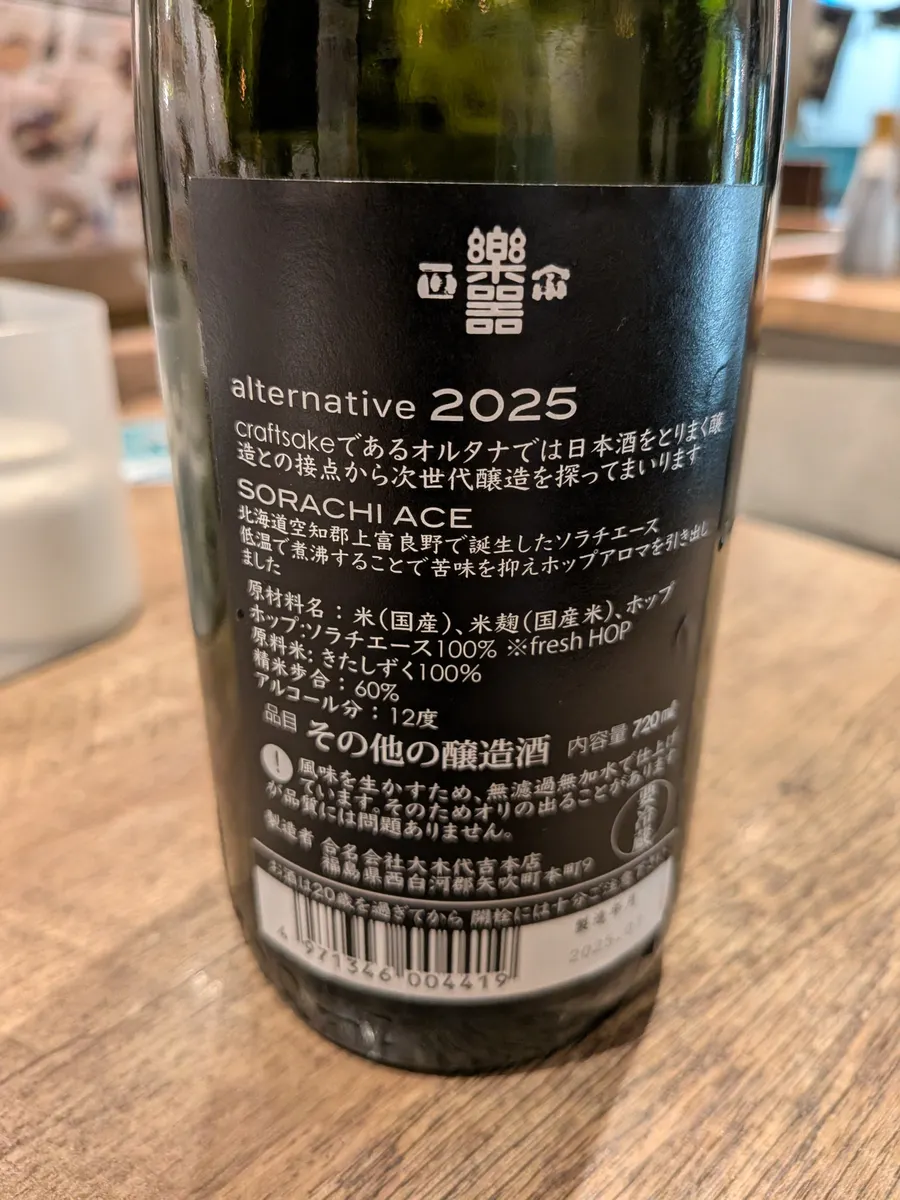 樂器
正宗
alternative 2025
craftsakeであるオルタナでは日本酒をとりまく醸
造との接点から次世代醸造を探ってまいります
SORACHI ACE
北海道空知郡上富良野で誕生したソラチエース
低温で煮沸することで苦味を抑えホップアロマを引き出し
ました
原材料名：米(国産)、米麹(国産米)、ホップ
ホップ:ソラチエース100% ※fresh HOP
原料米：きたしずく100%
精米歩合：60%
アルコール分：12度
品目 その他の醸造酒 内容量 720㎖
風味を生かすため、無濾過無加水で仕上げ
ています。そのためオリの出ることがあります
が品質には問題ありません。
要冷蔵
製造者 合名会社大木代吉本店
福島県西白河郡矢吹町本町9
お酒は20歳を過ぎてから 開栓には十分ご注意ください
製造年月
4 971346 004419